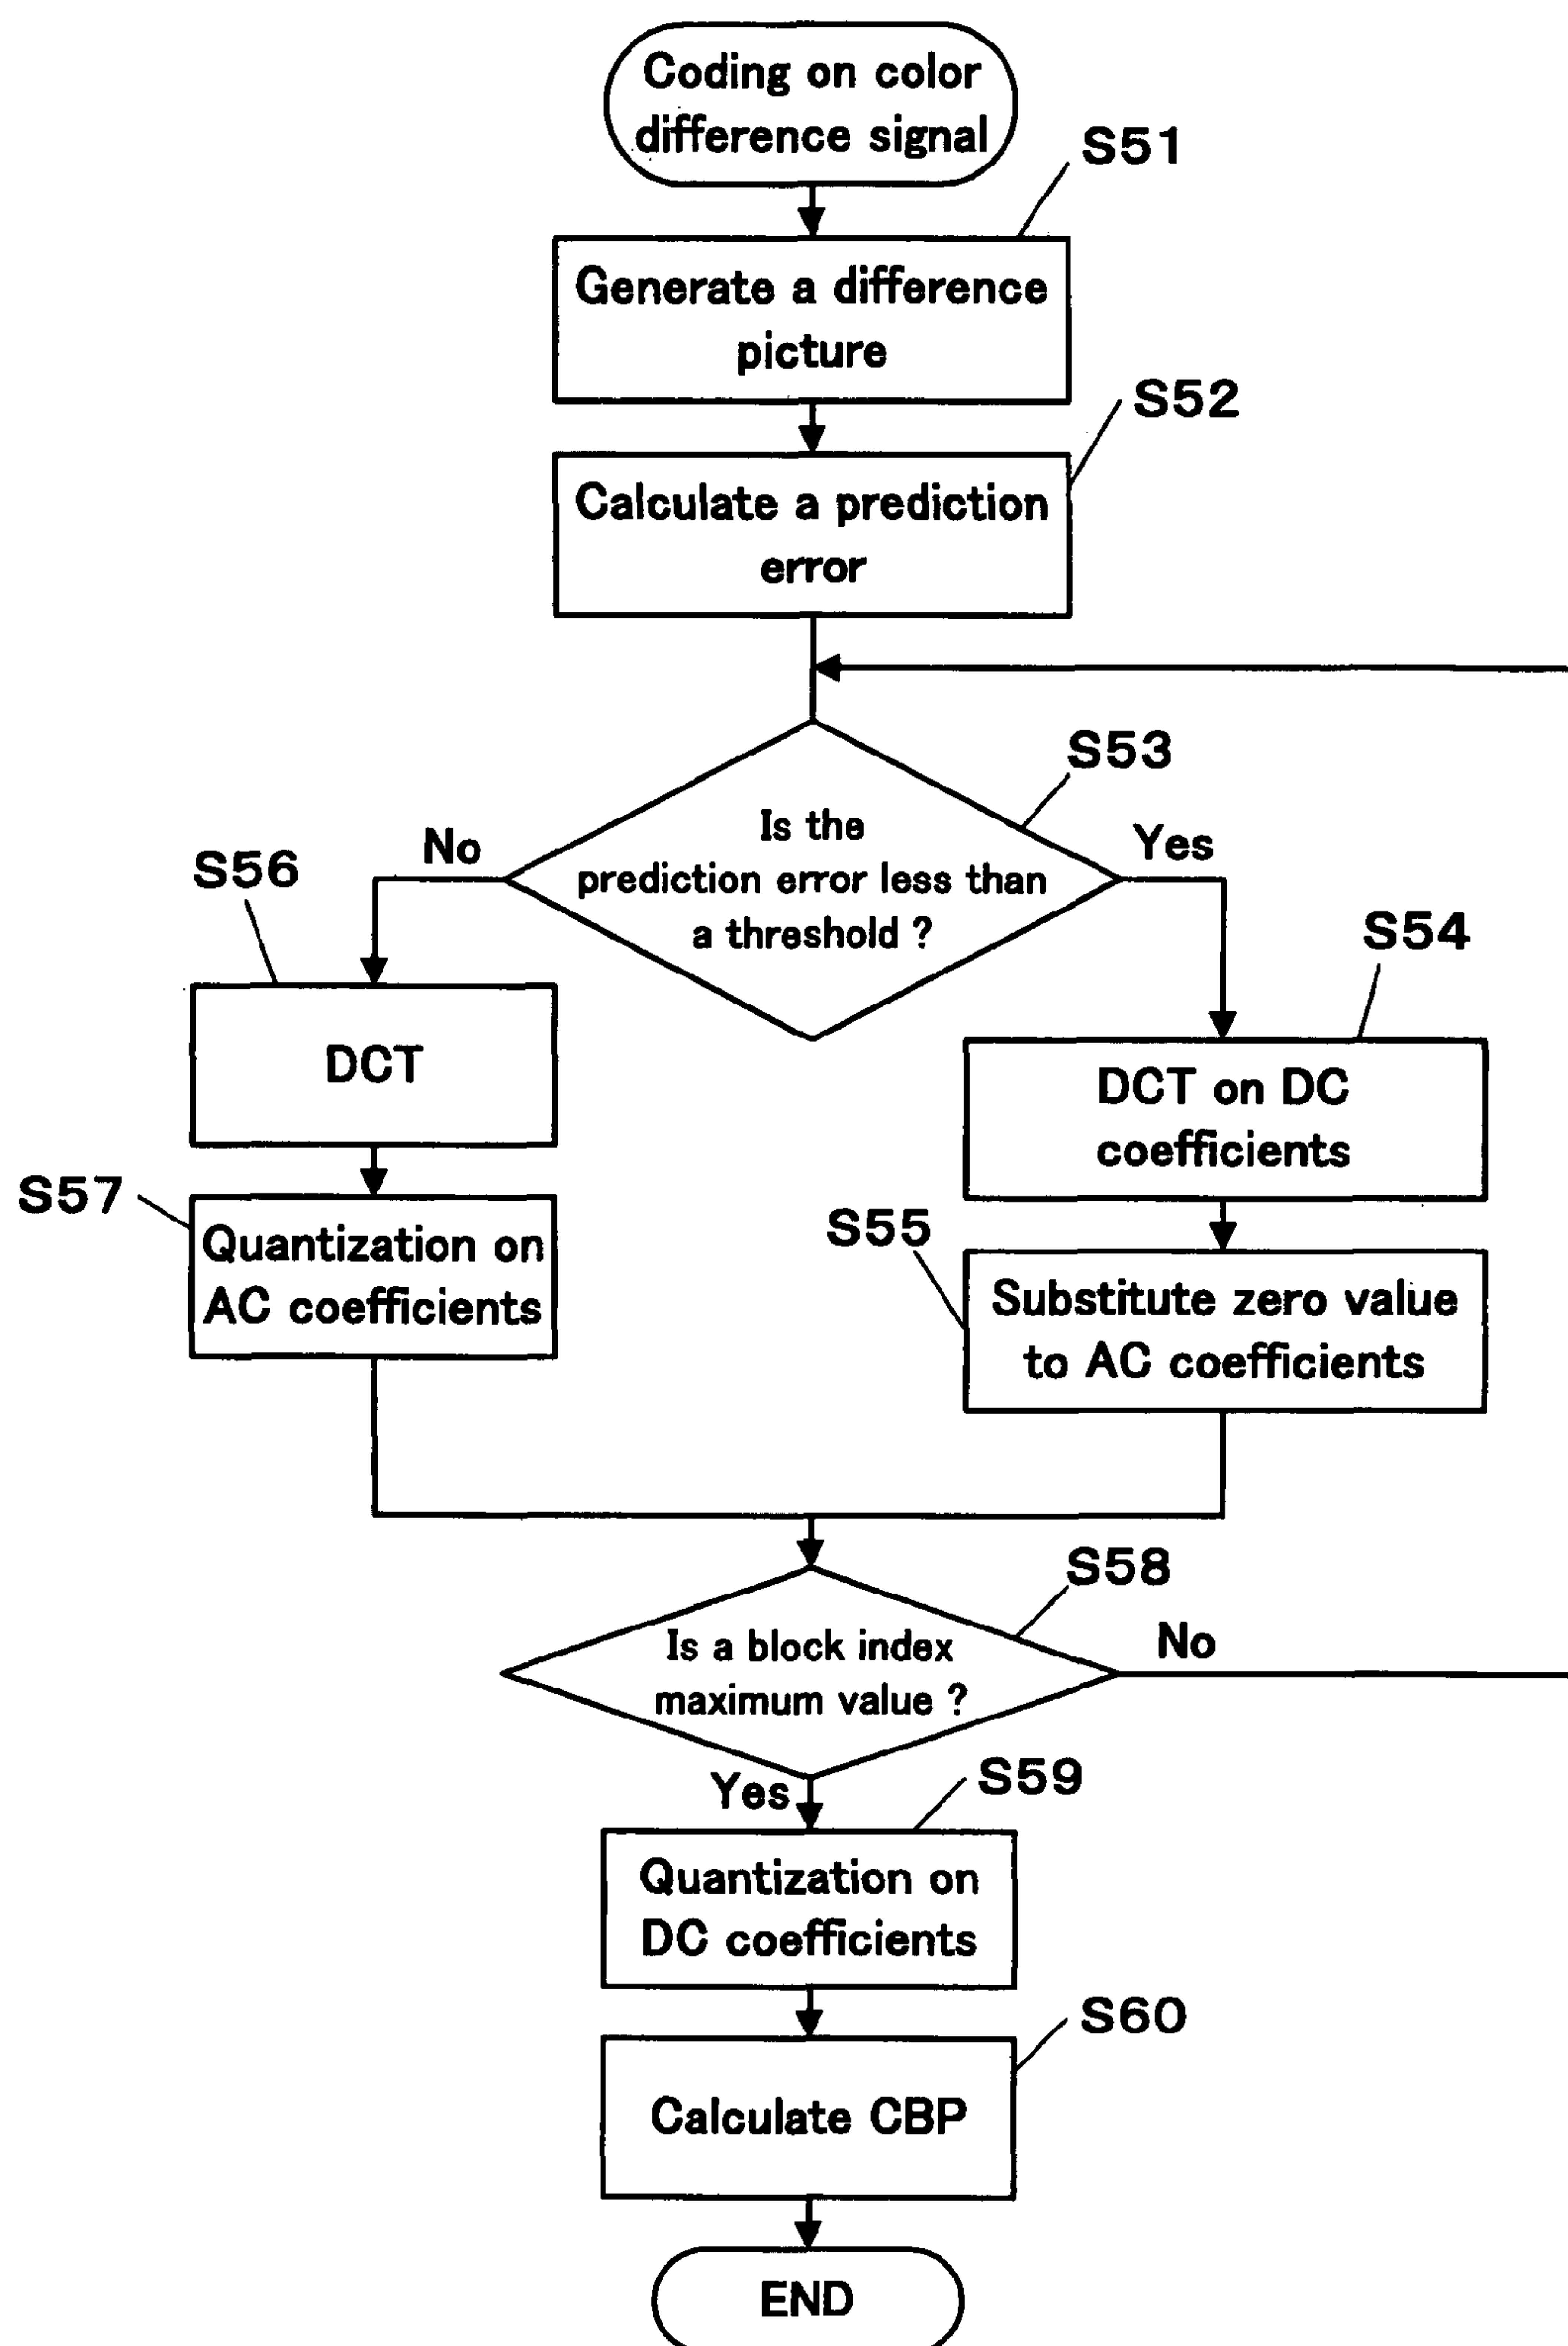 Coding on color
difference signal
S51
Generate a difference
picture
S52
Calculate a prediction
error
S53
Is the
prediction error less than
a threshold ?
No
Yes
S56
S54
DCT
DCT on DC
coefficients
S57
Quantization on
AC coefficients
S55
Substitute zero value
to AC coefficients
S58
Is a block index
maximum value ?
No
Yes
S59
Quantization on
DC coefficients
S60
Calculate CBP
END